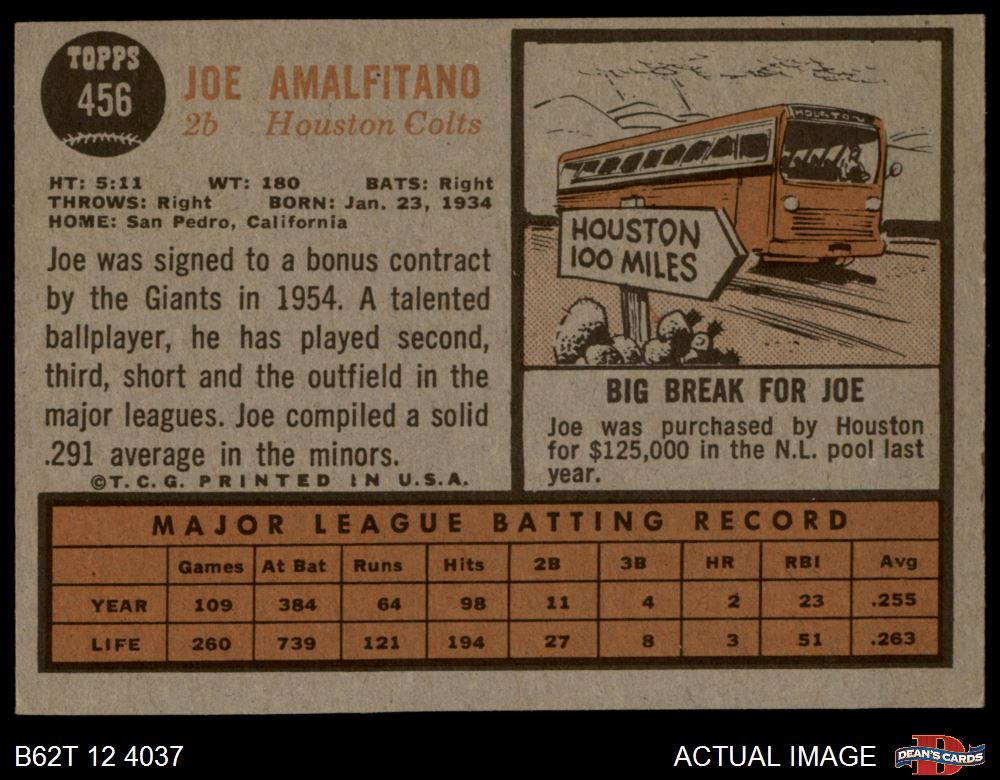 TOPPS
456
JOE AMALFITANO
2b Houston Colts
HT: 5:11 WT: 180 BATS: Right
THROWS: Right BORN: Jan. 23, 1934
HOME: San Pedro, California
Joe was signed to a bonus contract
by the Giants in 1954. A talented
ballplayer, he has played second,
third, short and the outfield in the
major leagues. Joe compiled a solid
.291 average in the minors.
©T. C. G. PRINTED IN U.S.A.
HOUSTON
HOUSTON
100 MILES
BIG BREAK FOR JOE
Joe was purchased by Houston
for $125,000 in the N.L. pool last
year.
MAJOR LEAGUE BATTING RECORD
Games At Bat Runs Hits 2B 3B HR RBI Avg
YEAR 109 384 64 98 11 4 2 23 .255
LIFE 260 739 121 194 27 8 3 51 .263
B62T 12 4037
ACTUAL IMAGE
D
DEAN'S CARDS